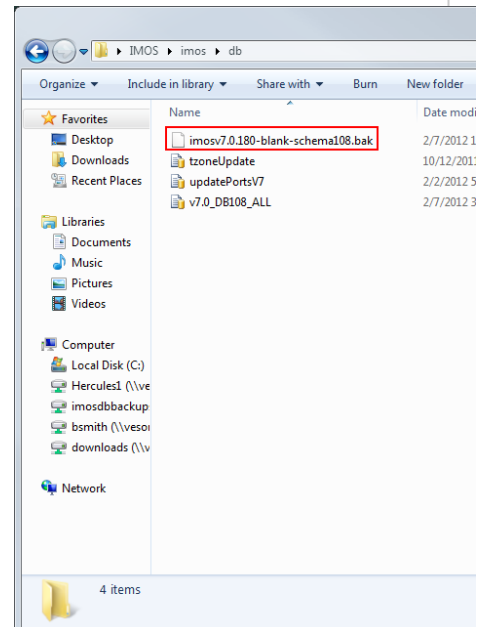 IMOS imos db
Organize Include in library Share with Burn New folder
Name Date modi
Favorites
Desktop
Downloads
Recent Places
Libraries
Documents
Music
Pictures
Videos
Computer
Local Disk (C:)
Hercules1 (\\ve
imosdbbackup
bsmith (\\vesor
downloads (\\v
Network
imosv7.0.180-blank-schema108.bak 2/7/2012 1
tzoneUpdate 10/12/201
updatePortsV7 2/2/2012 5
v7.0_DB108_ALL 2/7/2012 3
4 items